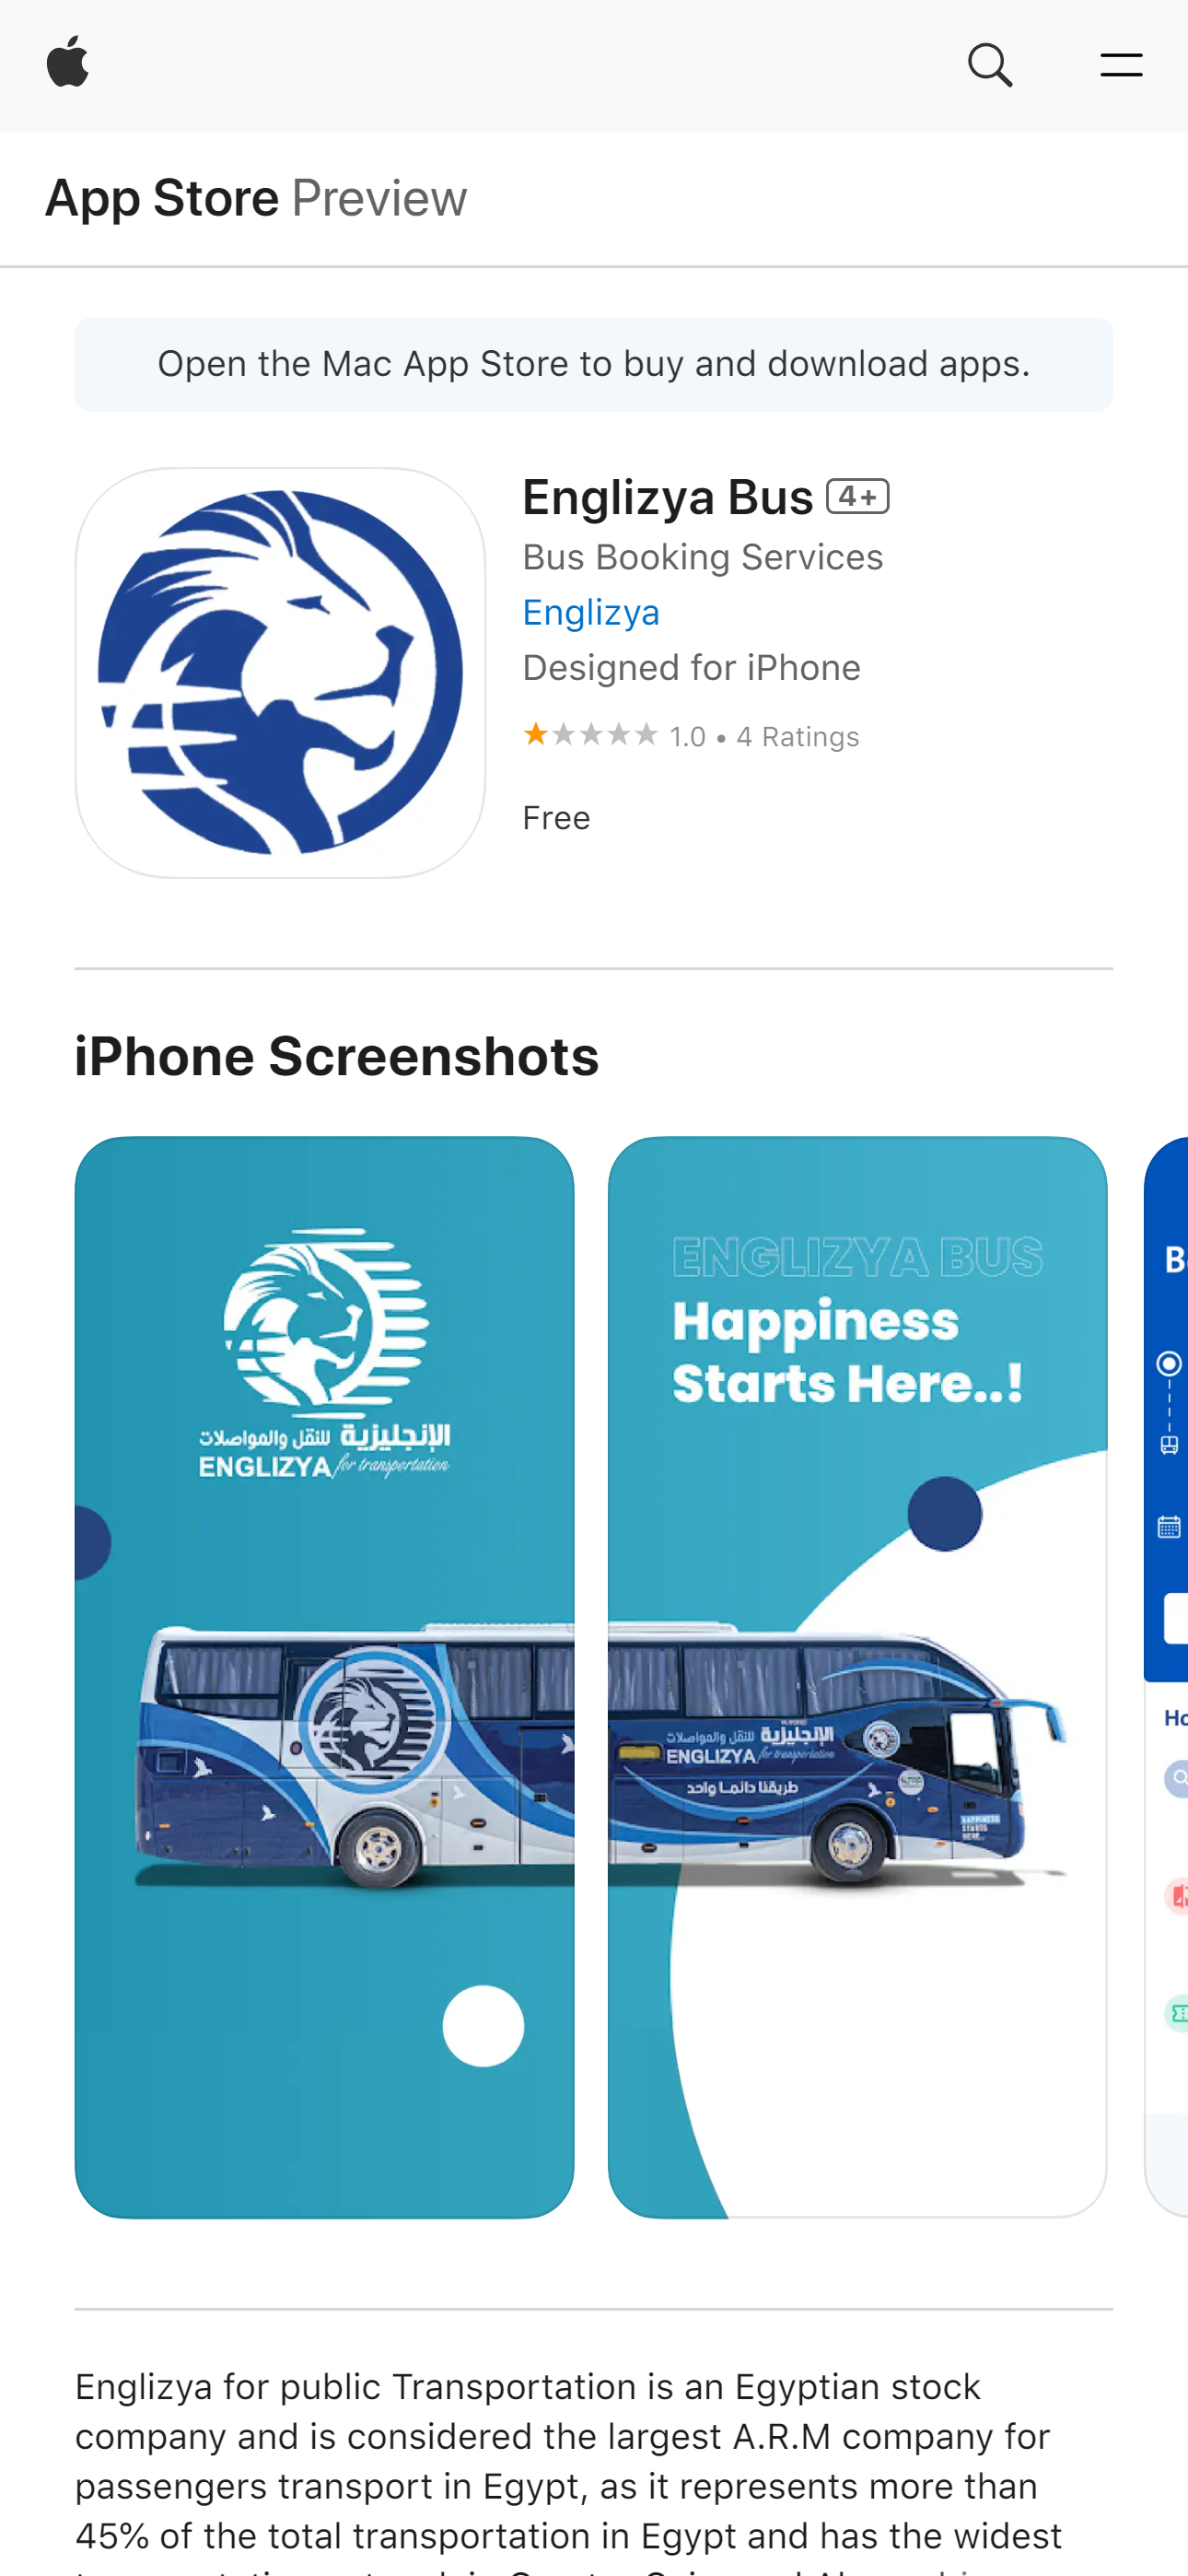 App Store Preview
Open the Mac App Store to buy and download apps.
Englizya Bus 4+
Bus Booking Services
Englizya
Designed for iPhone
1.0 • 4 Ratings
Free
iPhone Screenshots
الإنجليزية للنقل والمواصلات
ENGLIZYA for transportation
ENGLIZYA BUS
Happiness
Starts Here..!
الإنجليزية للنقل والمواصلات
ENGLIZYA for transportation
طريقنا دائمـا واحد
HAPPINESS
STARTS
HERE..
Englizya for public Transportation is an Egyptian stock
company and is considered the largest A.R.M company for
passengers transport in Egypt, as it represents more than
45% of the total transportation in Egypt and has the widest